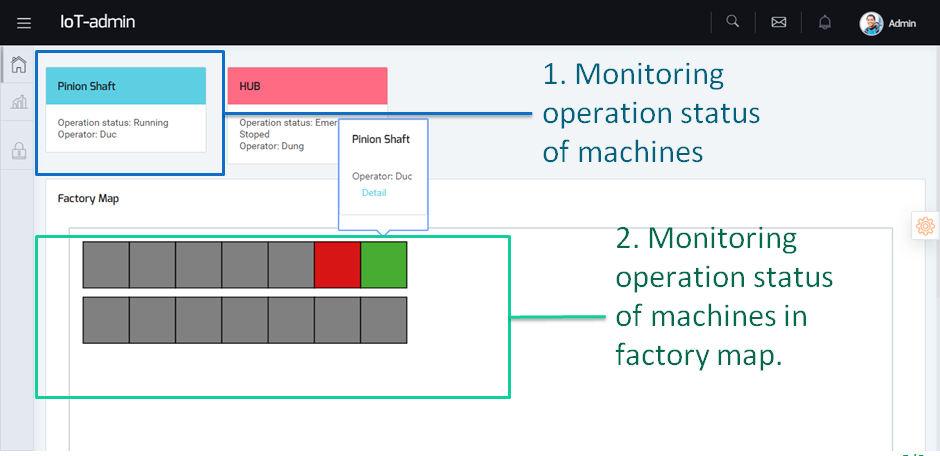 IoT-admin
Admin
Pinion Shaft
Operation status: Running
Operator: Duc
HUB
Operation status: Emer
Stoped
Operator: Dung
Pinion Shaft
Operator: Duc
Detail
1. Monitoring
operation status
of machines
Factory Map
2. Monitoring
operation status
of machines in
factory map.